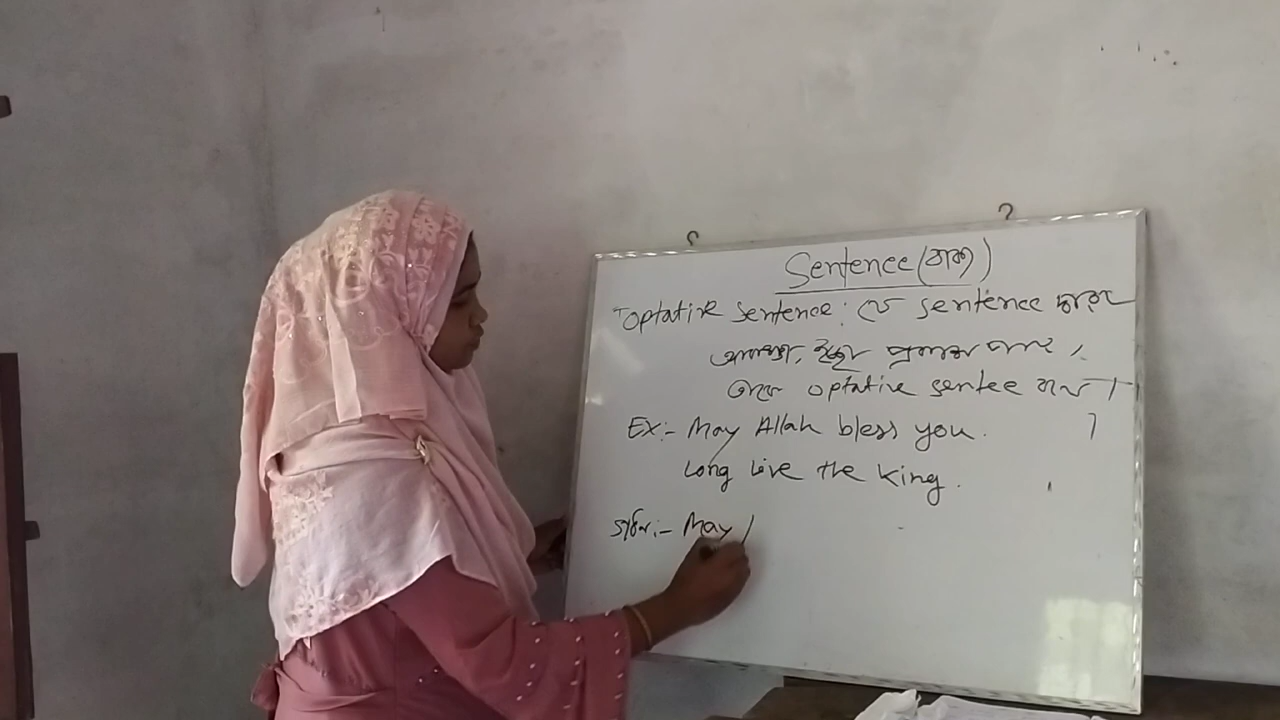 Sentence (বাক্য)
Optative Sentence: যে sentence দ্বারা
ইচ্ছা প্রকাশ পায়,
তাকে optative sentee বলে।
Ex:- May Allah bless you.
Long live the king.
গঠন:- May /